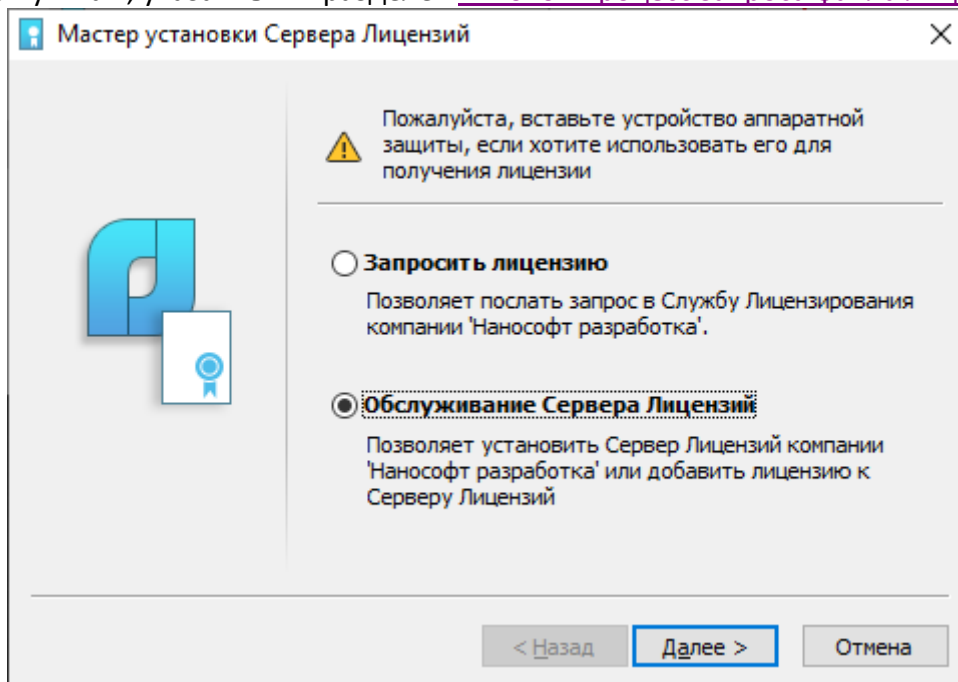 Мастер установки Сервера Лицензий
Пожалуйста, вставьте устройство аппаратной
защиты, если хотите использовать его для
получения лицензии
Запросить лицензию
Позволяет послать запрос в Службу Лицензирования
компании 'Нанософт разработка'.
Обслуживание Сервера Лицензий
Позволяет установить Сервер Лицензий компании
'Нанософт разработка' или добавить лицензию к
Серверу Лицензий
< Назад
Далее >
Отмена